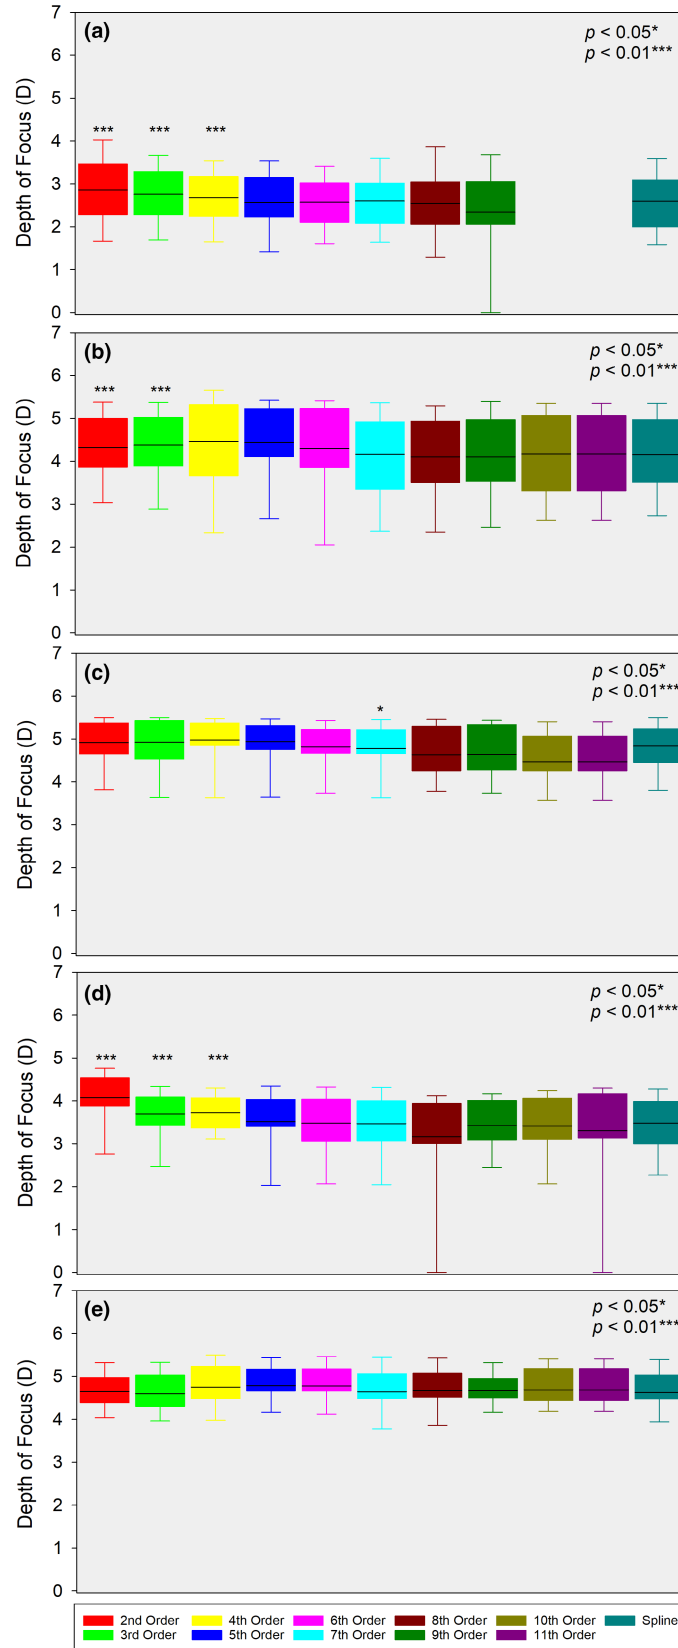 (a)
p < 0.05*
p < 0.01***
Depth of Focus (D)
7
6
5
4
3
2
1
0
*** *** ***
(b)
p < 0.05*
p < 0.01***
Depth of Focus (D)
7
6
5
4
3
2
1
0
*** ***
(c)
p < 0.05*
p < 0.01***
Depth of Focus (D)
7
6
5
4
3
2
1
0
*
(d)
p < 0.05*
p < 0.01***
Depth of Focus (D)
7
6
5
4
3
2
1
0
*** *** ***
(e)
p < 0.05*
p < 0.01***
Depth of Focus (D)
7
6
5
4
3
2
1
0
2nd Order 4th Order 6th Order 8th Order 10th Order Spline
3rd Order 5th Order 7th Order 9th Order 11th Order